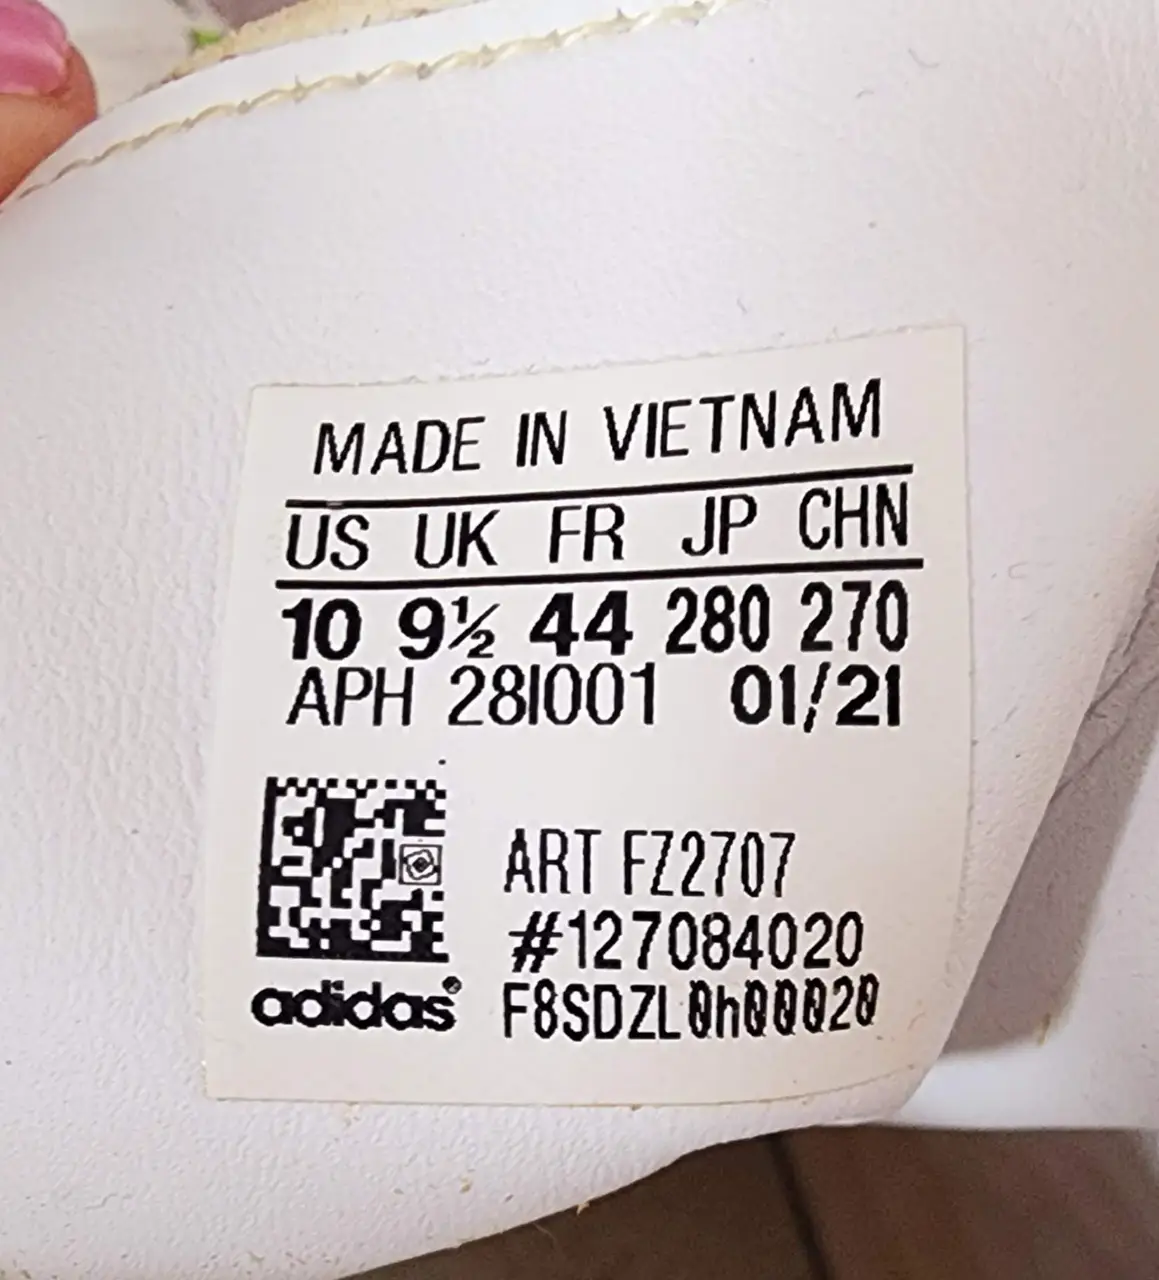 MADE IN VIETNAM
US UK FR JP CHN
10 9½ 44 280 270
APH 28I001 01/21
ART FZ2707
#127084020
adidas® F8SDZL0h00020